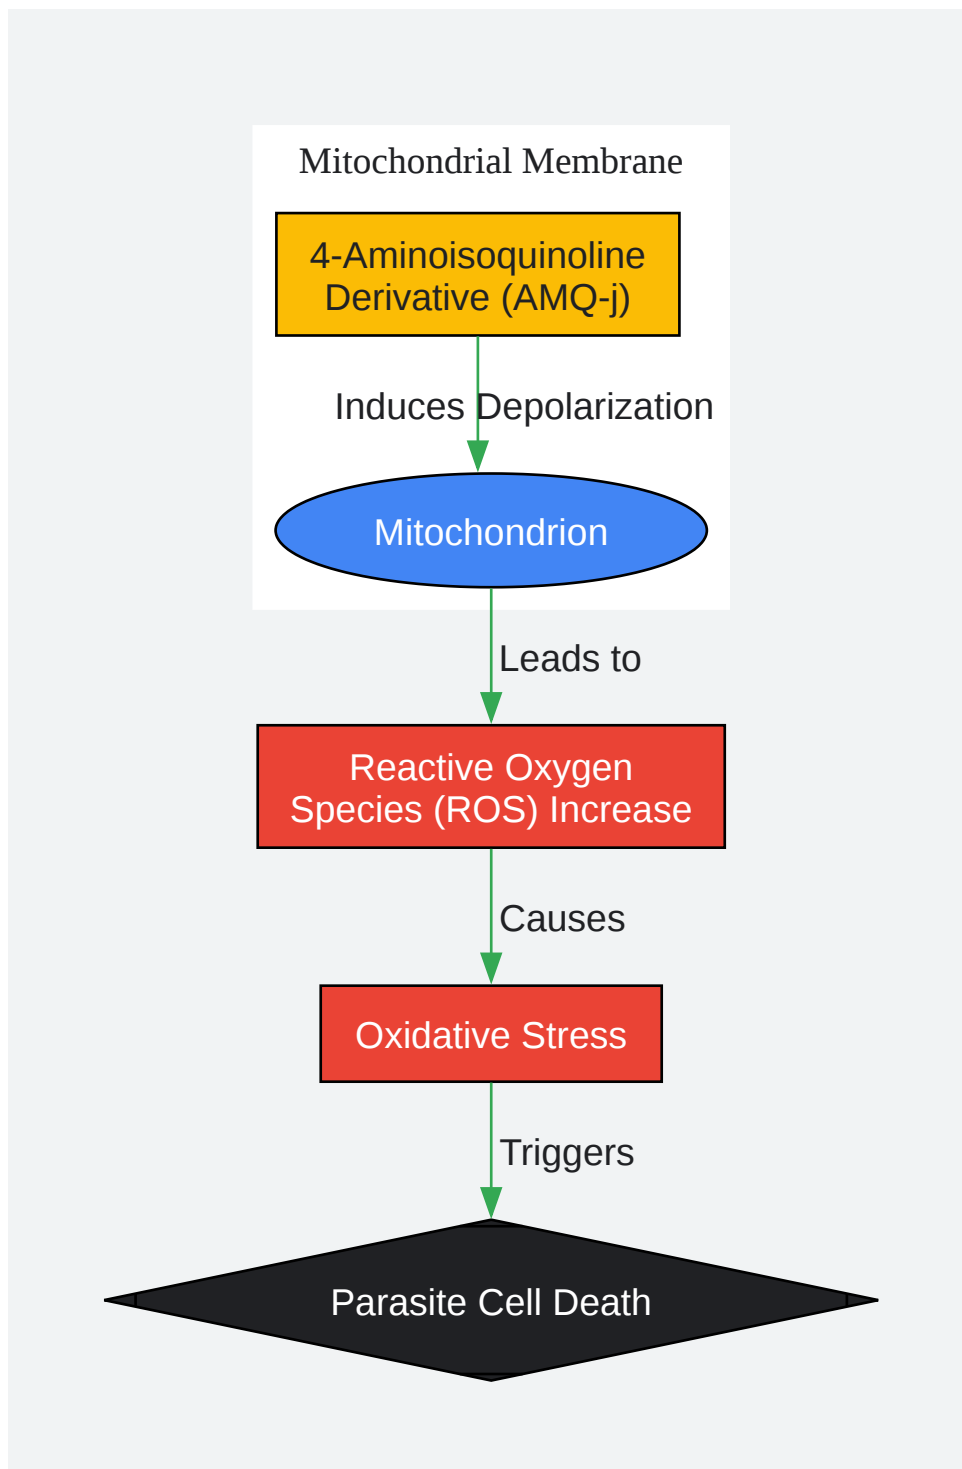 Mitochondrial Membrane
4-Aminoisoquinoline
Derivative (AMQ-j)
Induces Depolarization
Mitochondrion
Leads to
Reactive Oxygen
Species (ROS) Increase
Causes
Oxidative Stress
Triggers
Parasite Cell Death